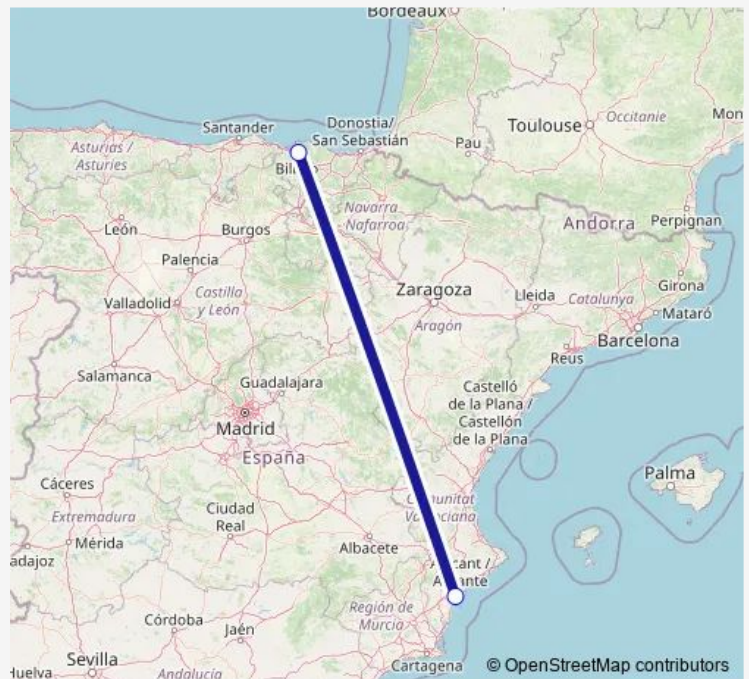 Bordeaux
Santander
Donostia/
San Sebastián
Toulouse
Occitanie
Mon
Asturias /
Asturies
Pau
León
Burgos
Navarra
Nafarroa
Andorra
Perpignan
Palencia
Valladolid
Castilla
y León
Zaragoza
Aragón
Lleida
Catalunya
Girona
Mataró
Barcelona
Reus
Salamanca
Guadalajara
Madrid
España
Castelló
de la Plana /
Castellón
de la Plana
Cáceres
Extremadura
Mérida
adajoz
Ciudad
Real
Albacete
Palma
Región de
Murcia
Córdoba
Jaén
Sevilla
Huelva
Andalucía
Cartagena
© OpenStreetMap contributors